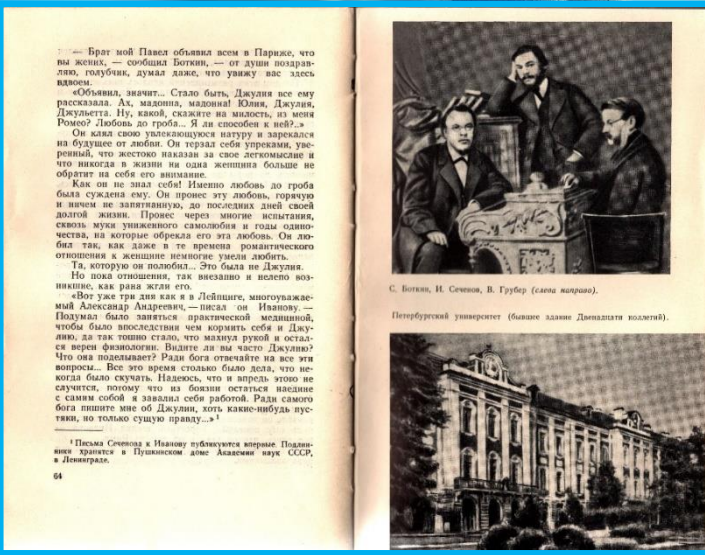 — Брат мой Павел объявил всем в Париже, что
вы жених, — сообщил Боткин, — от души поздрав-
ляю, голубчик, думал даже, что увижу вас здесь
вдвоем.
«Объявил, значит... Стало быть, Джулия все ему
рассказала. Ах, мадонна, мадонна! Юлия, Джулия,
Джульетта. Ну, какой, скажите на милость, из меня
Ромео? Любовь до гроба... Я ли способен к ней?..»
Он клял свою увлекающуюся натуру и зарекался
на будущее от любви. Он терзал себя упреками, уве-
ренный, что жестоко наказан за свое легкомыслие и
что никогда в жизни ни одна женщина больше не
обратит на себя его внимание.
Как он не знал себя! Именно любовь до гроба
была суждена ему. Он пронес эту любовь, горячую
и ничем не запятнанную, до последних дней своей
долгой жизни. Пронес через многие испытания,
сквозь муки униженного самолюбия и годы одино-
чества, на которые обрекла его эта любовь. Он лю-
бил так, как даже в те времена романтического
отношения к женщине немногие умели любить.
Та, которую он полюбил... Это была не Джулия.
Но пока отношения, так внезапно и нелепо воз-
никшие, как рана жгли его.
«Вот уже три дня как я в Лейпциге, многоуважае-
мый Александр Андреевич, — писал он Иванову. —
Подумал было заняться практической медициной,
чтобы было впоследствии чем кормить себя и Джу-
лию, да так тошно стало, что махнул рукой и остал-
ся верен физиологии. Видите ли вы часто Джулию?
Что она поделывает? Ради бога отвечайте на все эти
вопросы... Все это время столько было дела, что не-
когда было скучать. Надеюсь, что и впредь этого не
случится, потому что из боязни остаться наедине
с самим собой я завалил себя работой. Ради самого
бога пишите мне об Джулии, хоть какие-нибудь пус-
тяки, но только сущую правду...» ¹
¹ Письма Сеченова к Иванову публикуются впервые. Подлин-
ники хранятся в Пушкинском доме Академии наук СССР,
в Ленинграде.
64
С. Боткин, И. Сеченов, В. Грубер (слева направо).
Петербургский университет (бывшее здание Двенадцати коллегий).